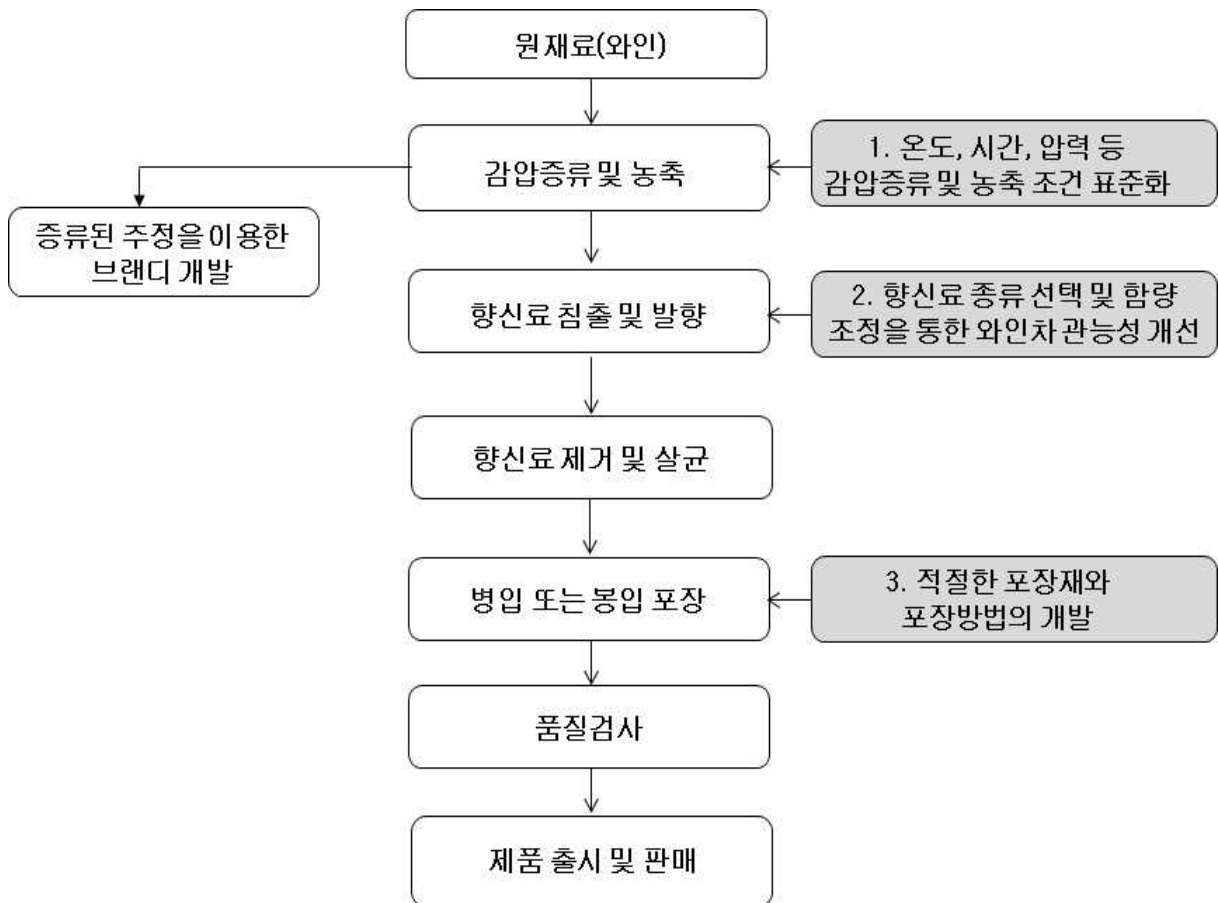 원재료(와인)
감압증류 및 농축
1. 온도, 시간, 압력 등
감압증류 및 농축 조건 표준화
증류된 주정을 이용한
브랜디 개발
향신료 침출 및 발향
2. 향신료 종류 선택 및 함량
조정을 통한 와인차 관능성 개선
향신료 제거 및 살균
병입 또는 봉입 포장
3. 적절한 포장재와
포장방법의 개발
품질검사
제품 출시 및 판매